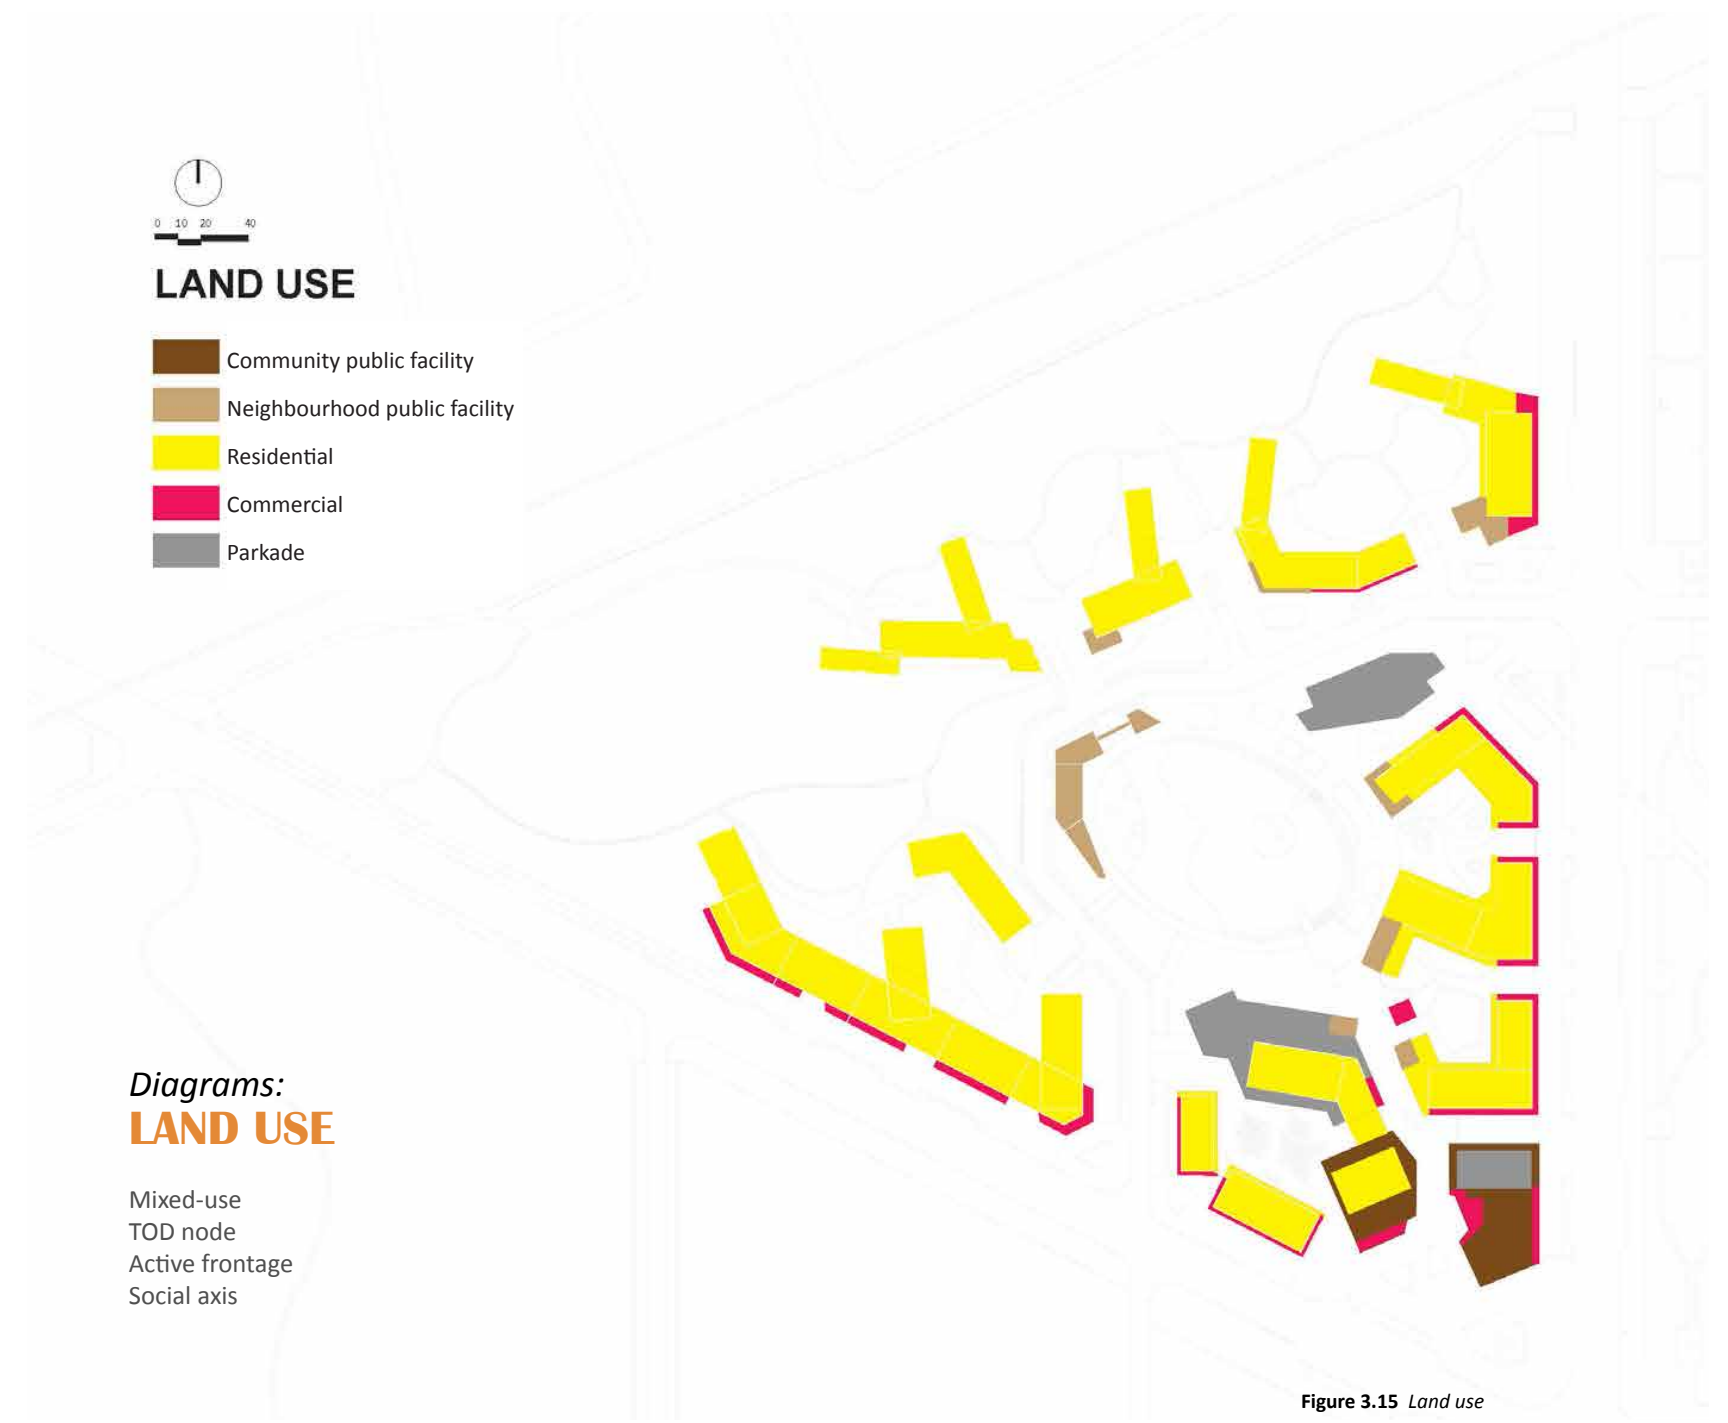 0 10 20 40
LAND USE
Community public facility
Neighbourhood public facility
Residential
Commercial
Parkade
Diagrams:
LAND USE
Mixed-use
TOD node
Active frontage
Social axis
Figure 3.15 Land use